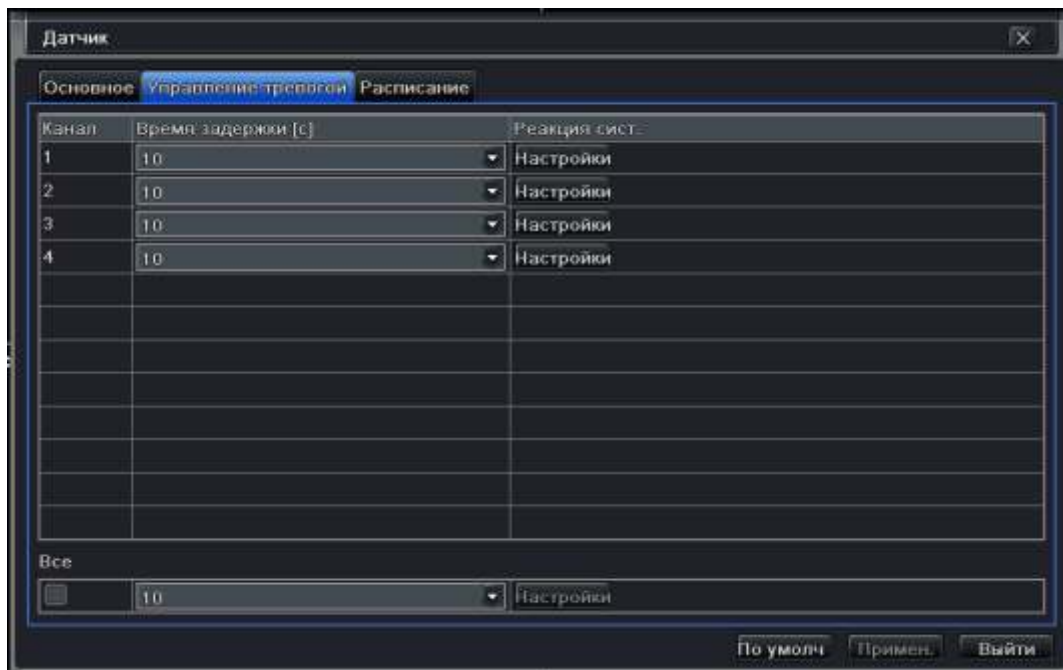 Датчик
Основное Управление тревогой Расписание
Канал Время задержки [с] Реакция сист.
1 10 Настройки
2 10 Настройки
3 10 Настройки
4 10 Настройки
Все
10 Настройки
По умолч. Примен. Выйти